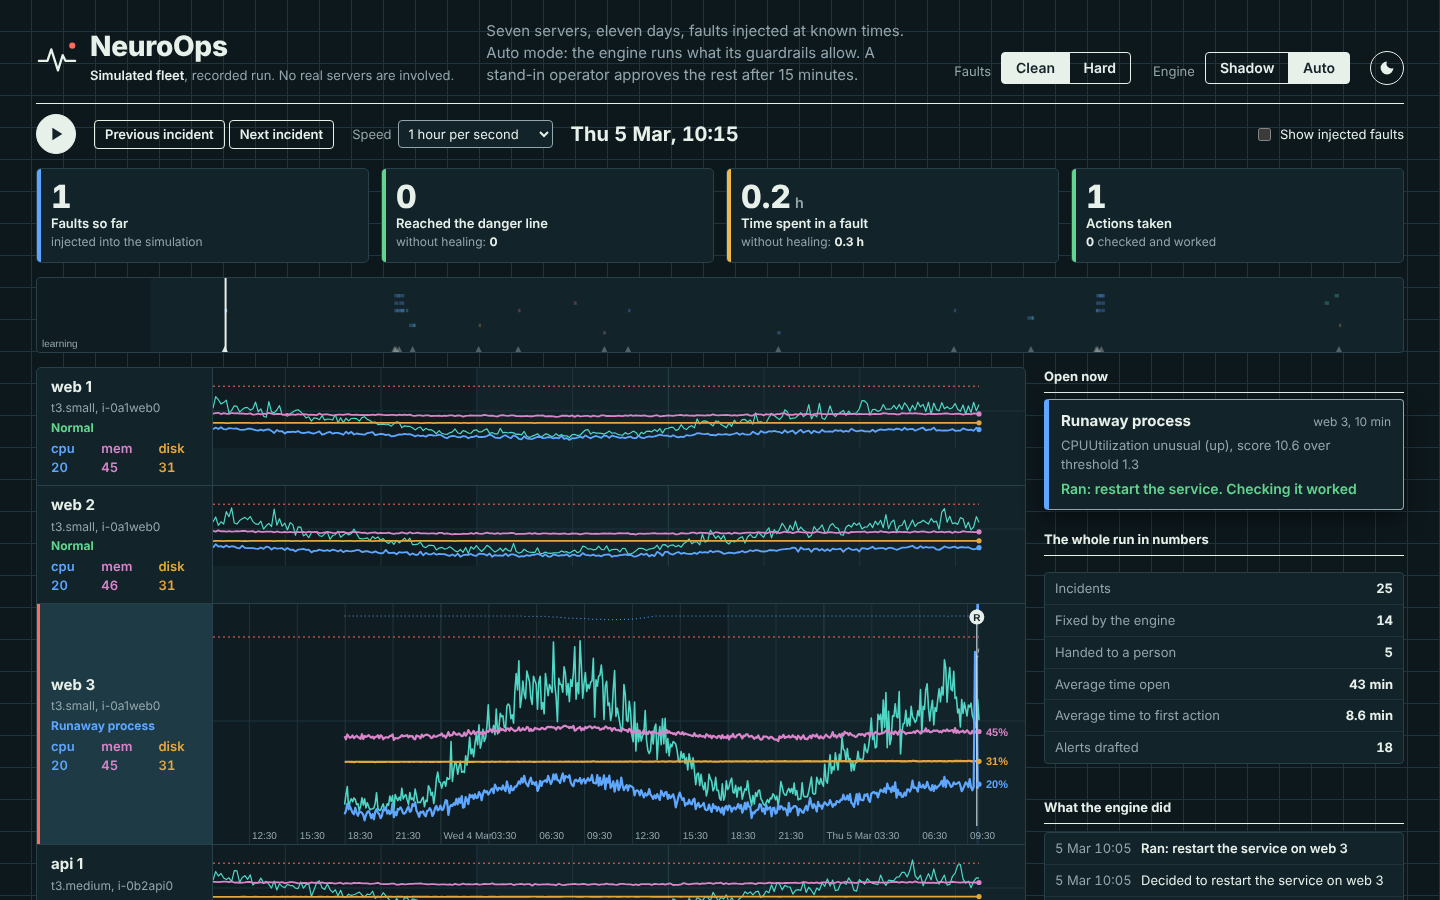 NeuroOps
Simulated fleet, recorded run. No real servers are involved.
Seven servers, eleven days, faults injected at known times.
Auto mode: the engine runs what its guardrails allow. A
stand-in operator approves the rest after 15 minutes.
Faults Clean Hard Engine Shadow Auto
Previous incident Next incident Speed 1 hour per second Thu 5 Mar, 10:15 Show injected faults
1
Faults so far
injected into the simulation
0
Reached the danger line
without healing: 0
0.2 h
Time spent in a fault
without healing: 0.3 h
1
Actions taken
0 checked and worked
learning
web 1
t3.small, i-0a1web0
Normal
cpu mem disk
20 45 31
web 2
t3.small, i-0a1web0
Normal
cpu mem disk
20 46 31
web 3
t3.small, i-0a1web0
Runaway process
cpu mem disk
20 45 31
R
45%
31%
20%
12:30 15:30 18:30 21:30 Wed 4 Mar 03:30 06:30 09:30 12:30 15:30 18:30 21:30 Thu 5 Mar 03:30 06:30 09:30
api 1
t3.medium, i-0b2api0
Open now
Runaway process web 3, 10 min
CPUUtilization unusual (up), score 10.6 over
threshold 1.3
Ran: restart the service. Checking it worked
The whole run in numbers
Incidents 25
Fixed by the engine 14
Handed to a person 5
Average time open 43 min
Average time to first action 8.6 min
Alerts drafted 18
What the engine did
5 Mar 10:05 Ran: restart the service on web 3
5 Mar 10:05 Decided to restart the service on web 3